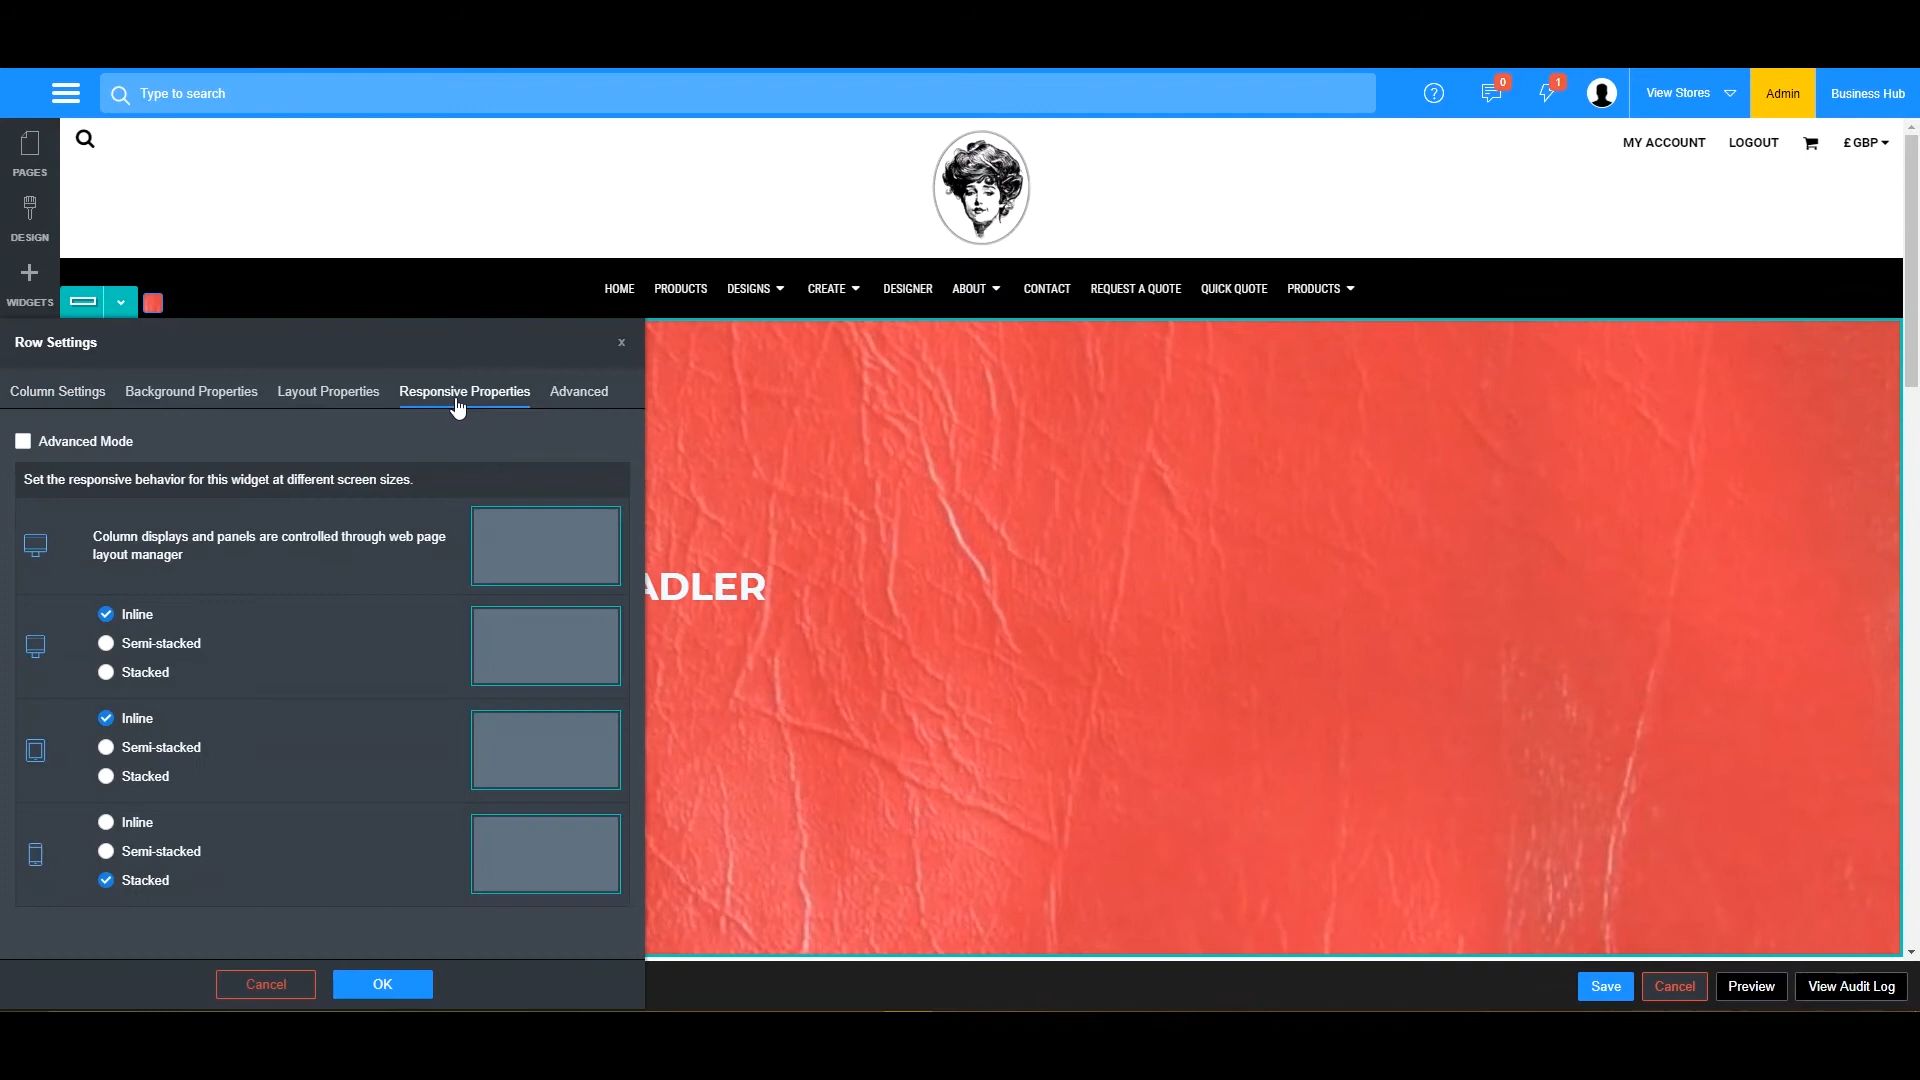 Type to search
0
1
View Stores
Admin
Business Hub
PAGES
DESIGN
WIDGETS
MY ACCOUNT
LOGOUT
£ GBP
HOME
PRODUCTS
DESIGNS
CREATE
DESIGNER
ABOUT
CONTACT
REQUEST A QUOTE
QUICK QUOTE
PRODUCTS
Row Settings
x
Column Settings
Background Properties
Layout Properties
Responsive Properties
Advanced
Advanced Mode
Set the responsive behavior for this widget at different screen sizes.
Column displays and panels are controlled through web page
layout manager
Inline
Semi-stacked
Stacked
Inline
Semi-stacked
Stacked
Inline
Semi-stacked
Stacked
ADLER
Cancel
OK
Save
Cancel
Preview
View Audit Log